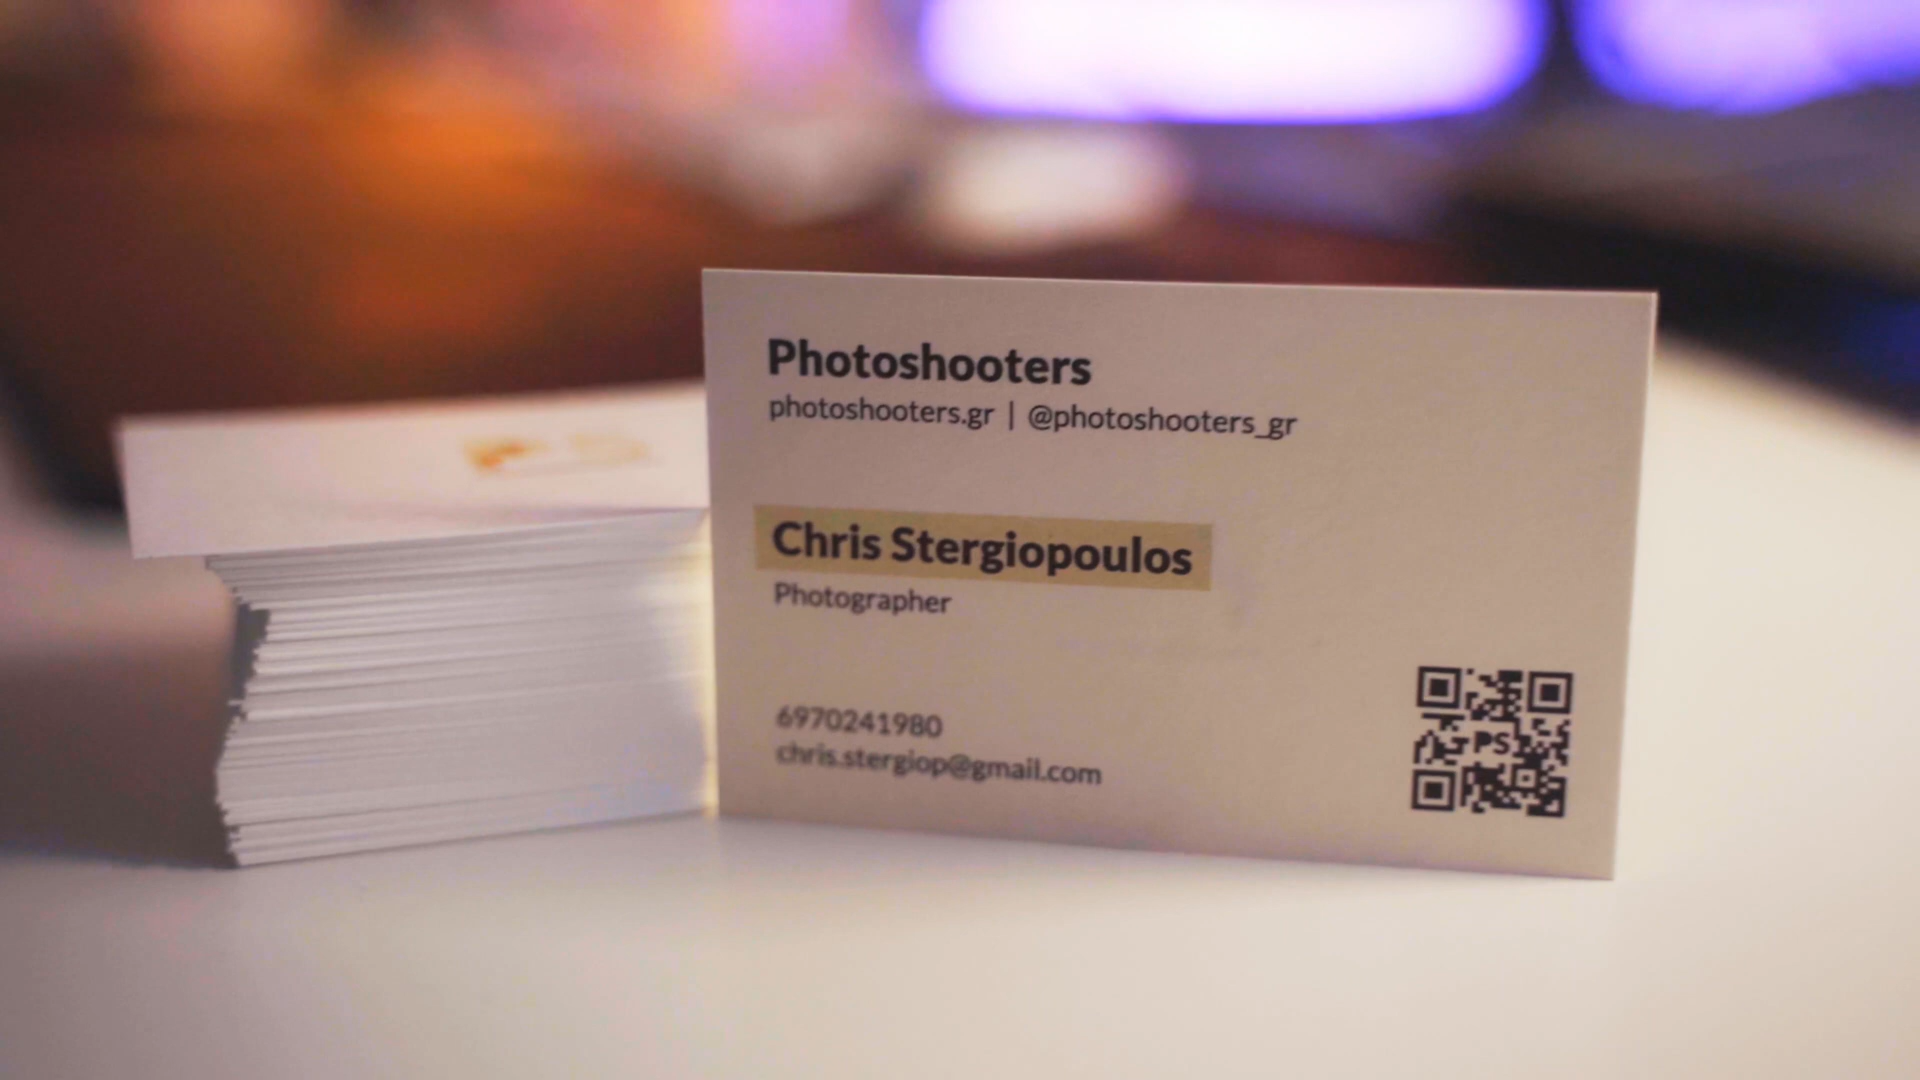 Photoshooters
photoshooters.gr | @photoshooters_gr
Chris Stergiopoulos
Photographer
6970241980
chris.stergiop@gmail.com
PS